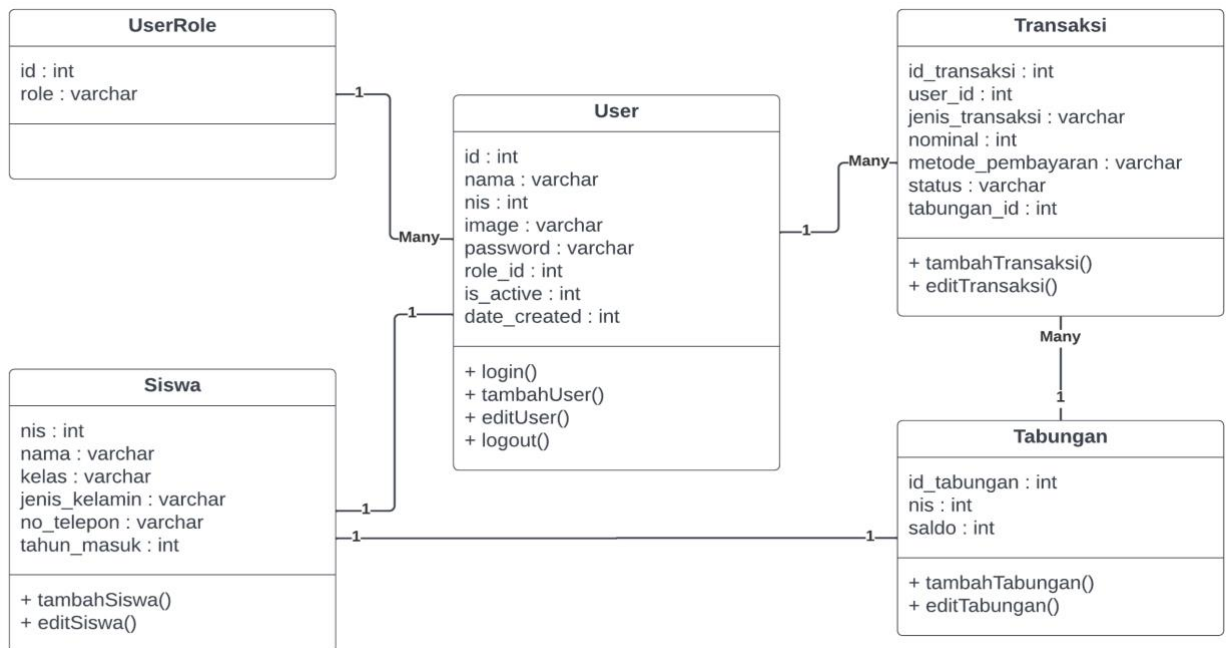 UserRole
id : int
role : varchar
1
Many
User
id : int
nama : varchar
nis : int
image : varchar
password : varchar
role_id : int
is_active : int
date_created : int
+ login()
+ tambahUser()
+ editUser()
+ logout()
1
Many
Transaksi
id_transaksi : int
user_id : int
jenis_transaksi : varchar
nominal : int
metode_pembayaran : varchar
status : varchar
tabungan_id : int
+ tambahTransaksi()
+ editTransaksi()
Many
1
1
1
Siswa
nis : int
nama : varchar
kelas : varchar
jenis_kelamin : varchar
no_telepon : varchar
tahun_masuk : int
+ tambahSiswa()
+ editSiswa()
1
1
Tabungan
id_tabungan : int
nis : int
saldo : int
+ tambahTabungan()
+ editTabungan()